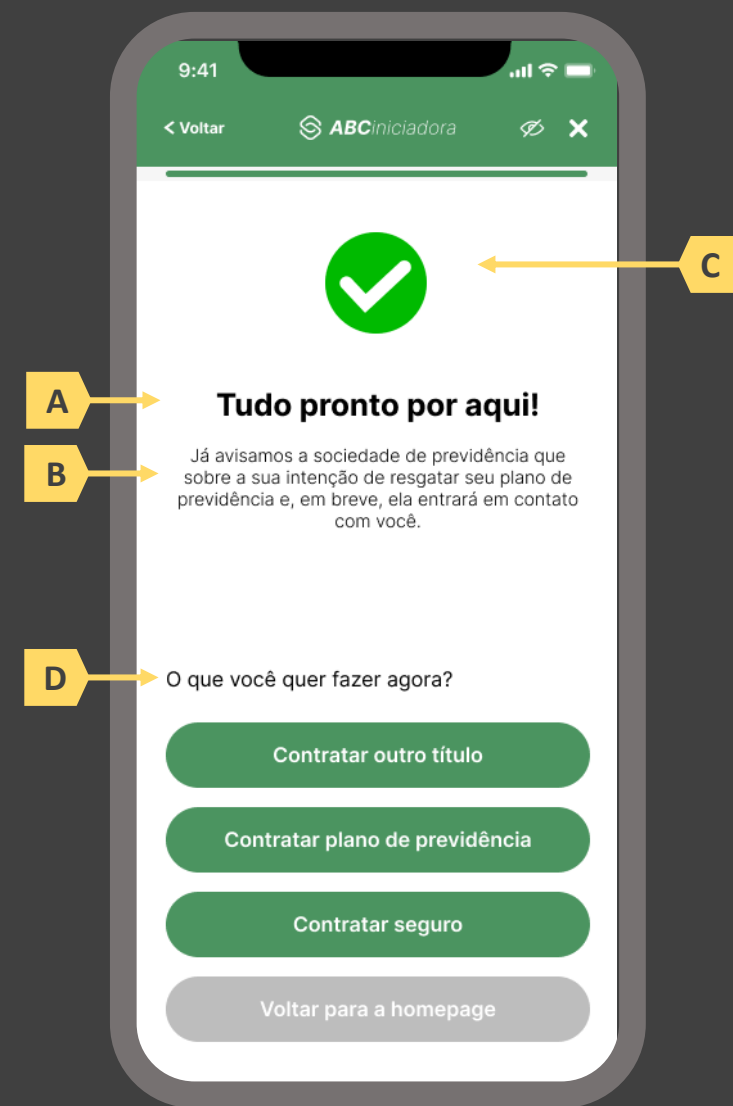 9:41
< Voltar
ABCiniciadora
C
A
Tudo pronto por aqui!
B
Já avisamos a sociedade de previdência que
sobre a sua intenção de resgatar seu plano de
previdência e, em breve, ela entrará em contato
com você.
D
O que você quer fazer agora?
Contratar outro título
Contratar plano de previdência
Contratar seguro
Voltar para a homepage